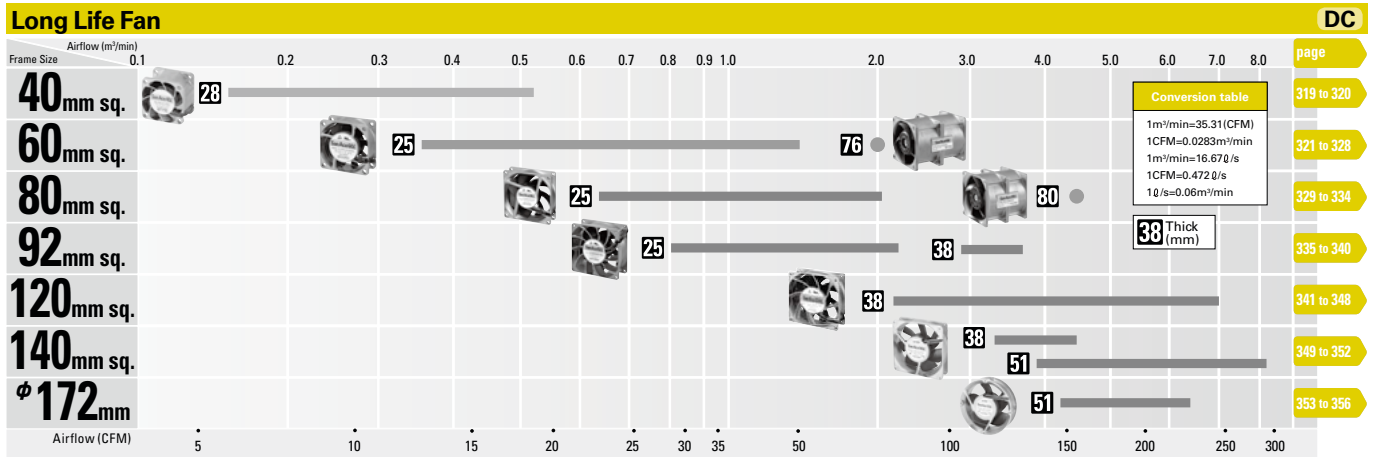 Long Life Fan DC
Airflow (m³/min)
Frame Size 0.1 0.2 0.3 0.4 0.5 0.6 0.7 0.8 0.9 1.0 2.0 3.0 4.0 5.0 6.0 7.0 8.0 page
40mm sq. 28 319 to 320
60mm sq. 25 76 321 to 328
80mm sq. 25 80 329 to 334
92mm sq. 25 38 335 to 340
120mm sq. 38 341 to 348
140mm sq. 38 51 349 to 352
φ172mm 51 353 to 356
Conversion table
1m³/min=35.31(CFM)
1CFM=0.0283m³/min
1m³/min=16.67ℓ/s
1CFM=0.472ℓ/s
1ℓ/s=0.06m³/min
38 Thick
(mm)
Airflow (CFM) 5 10 15 20 25 30 35 50 100 150 200 250 300